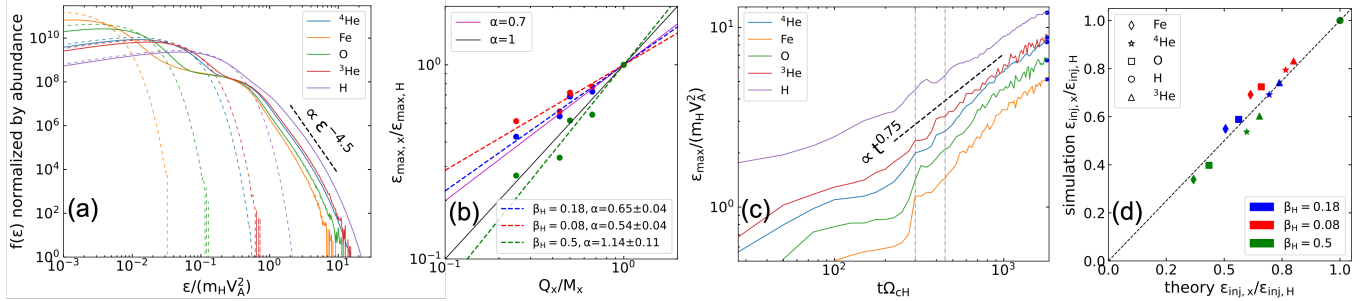 f(ε) normalized by abundance
10^10
10^8
10^6
10^4
10^2
10^0
⁴He
Fe
O
³He
H
∝ ε^−4.5
(a)
10^−3
10^−2
10^−1
10^0
10^1
ε/(m_H V_A^2)
ε_max, x/ε_max, H
10^0
10^−1
α=0.7
α=1
(b)
β_H = 0.18, α=0.65±0.04
β_H = 0.08, α=0.54±0.04
β_H = 0.5, α=1.14±0.11
10^−1
10^0
Q_x/M_x
ε_max/(m_H V_A^2)
10^1
10^0
⁴He
Fe
O
³He
H
∝ t^0.75
(c)
10^2
10^3
tΩ_cH
simulation ε_inj, x/ε_inj, H
1.0
0.8
0.6
0.4
0.2
0.0
Fe
⁴He
O
H
³He
(d)
β_H = 0.18
β_H = 0.08
β_H = 0.5
0.0
0.2
0.5
0.8
1.0
theory ε_inj, x/ε_inj, H